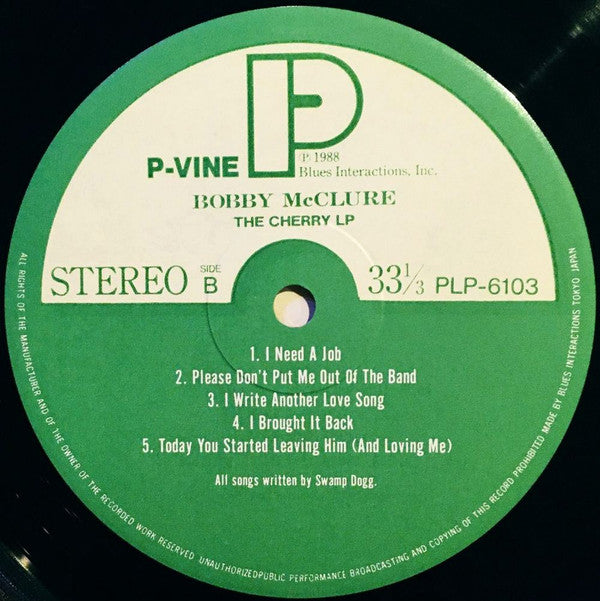 P
P-VINE
℗ 1988
Blues Interactions, Inc.
BOBBY McCLURE
THE CHERRY LP
STEREO
SIDE
B
33 1/3 PLP-6103
1. I Need A Job
2. Please Don't Put Me Out Of The Band
3. I Write Another Love Song
4. I Brought It Back
5. Today You Started Leaving Him (And Loving Me)
All songs written by Swamp Dogg.
ALL RIGHTS OF THE MANUFACTURER AND OF THE OWNER OF THE RECORDED WORK RESERVED. UNAUTHORIZEDPUBLIC PERFORMANCE BROADCASTING AND COPYING OF THIS RECORD PROHIBITED MADE BY BLUES INTERACTIONS TOKYO JAPAN